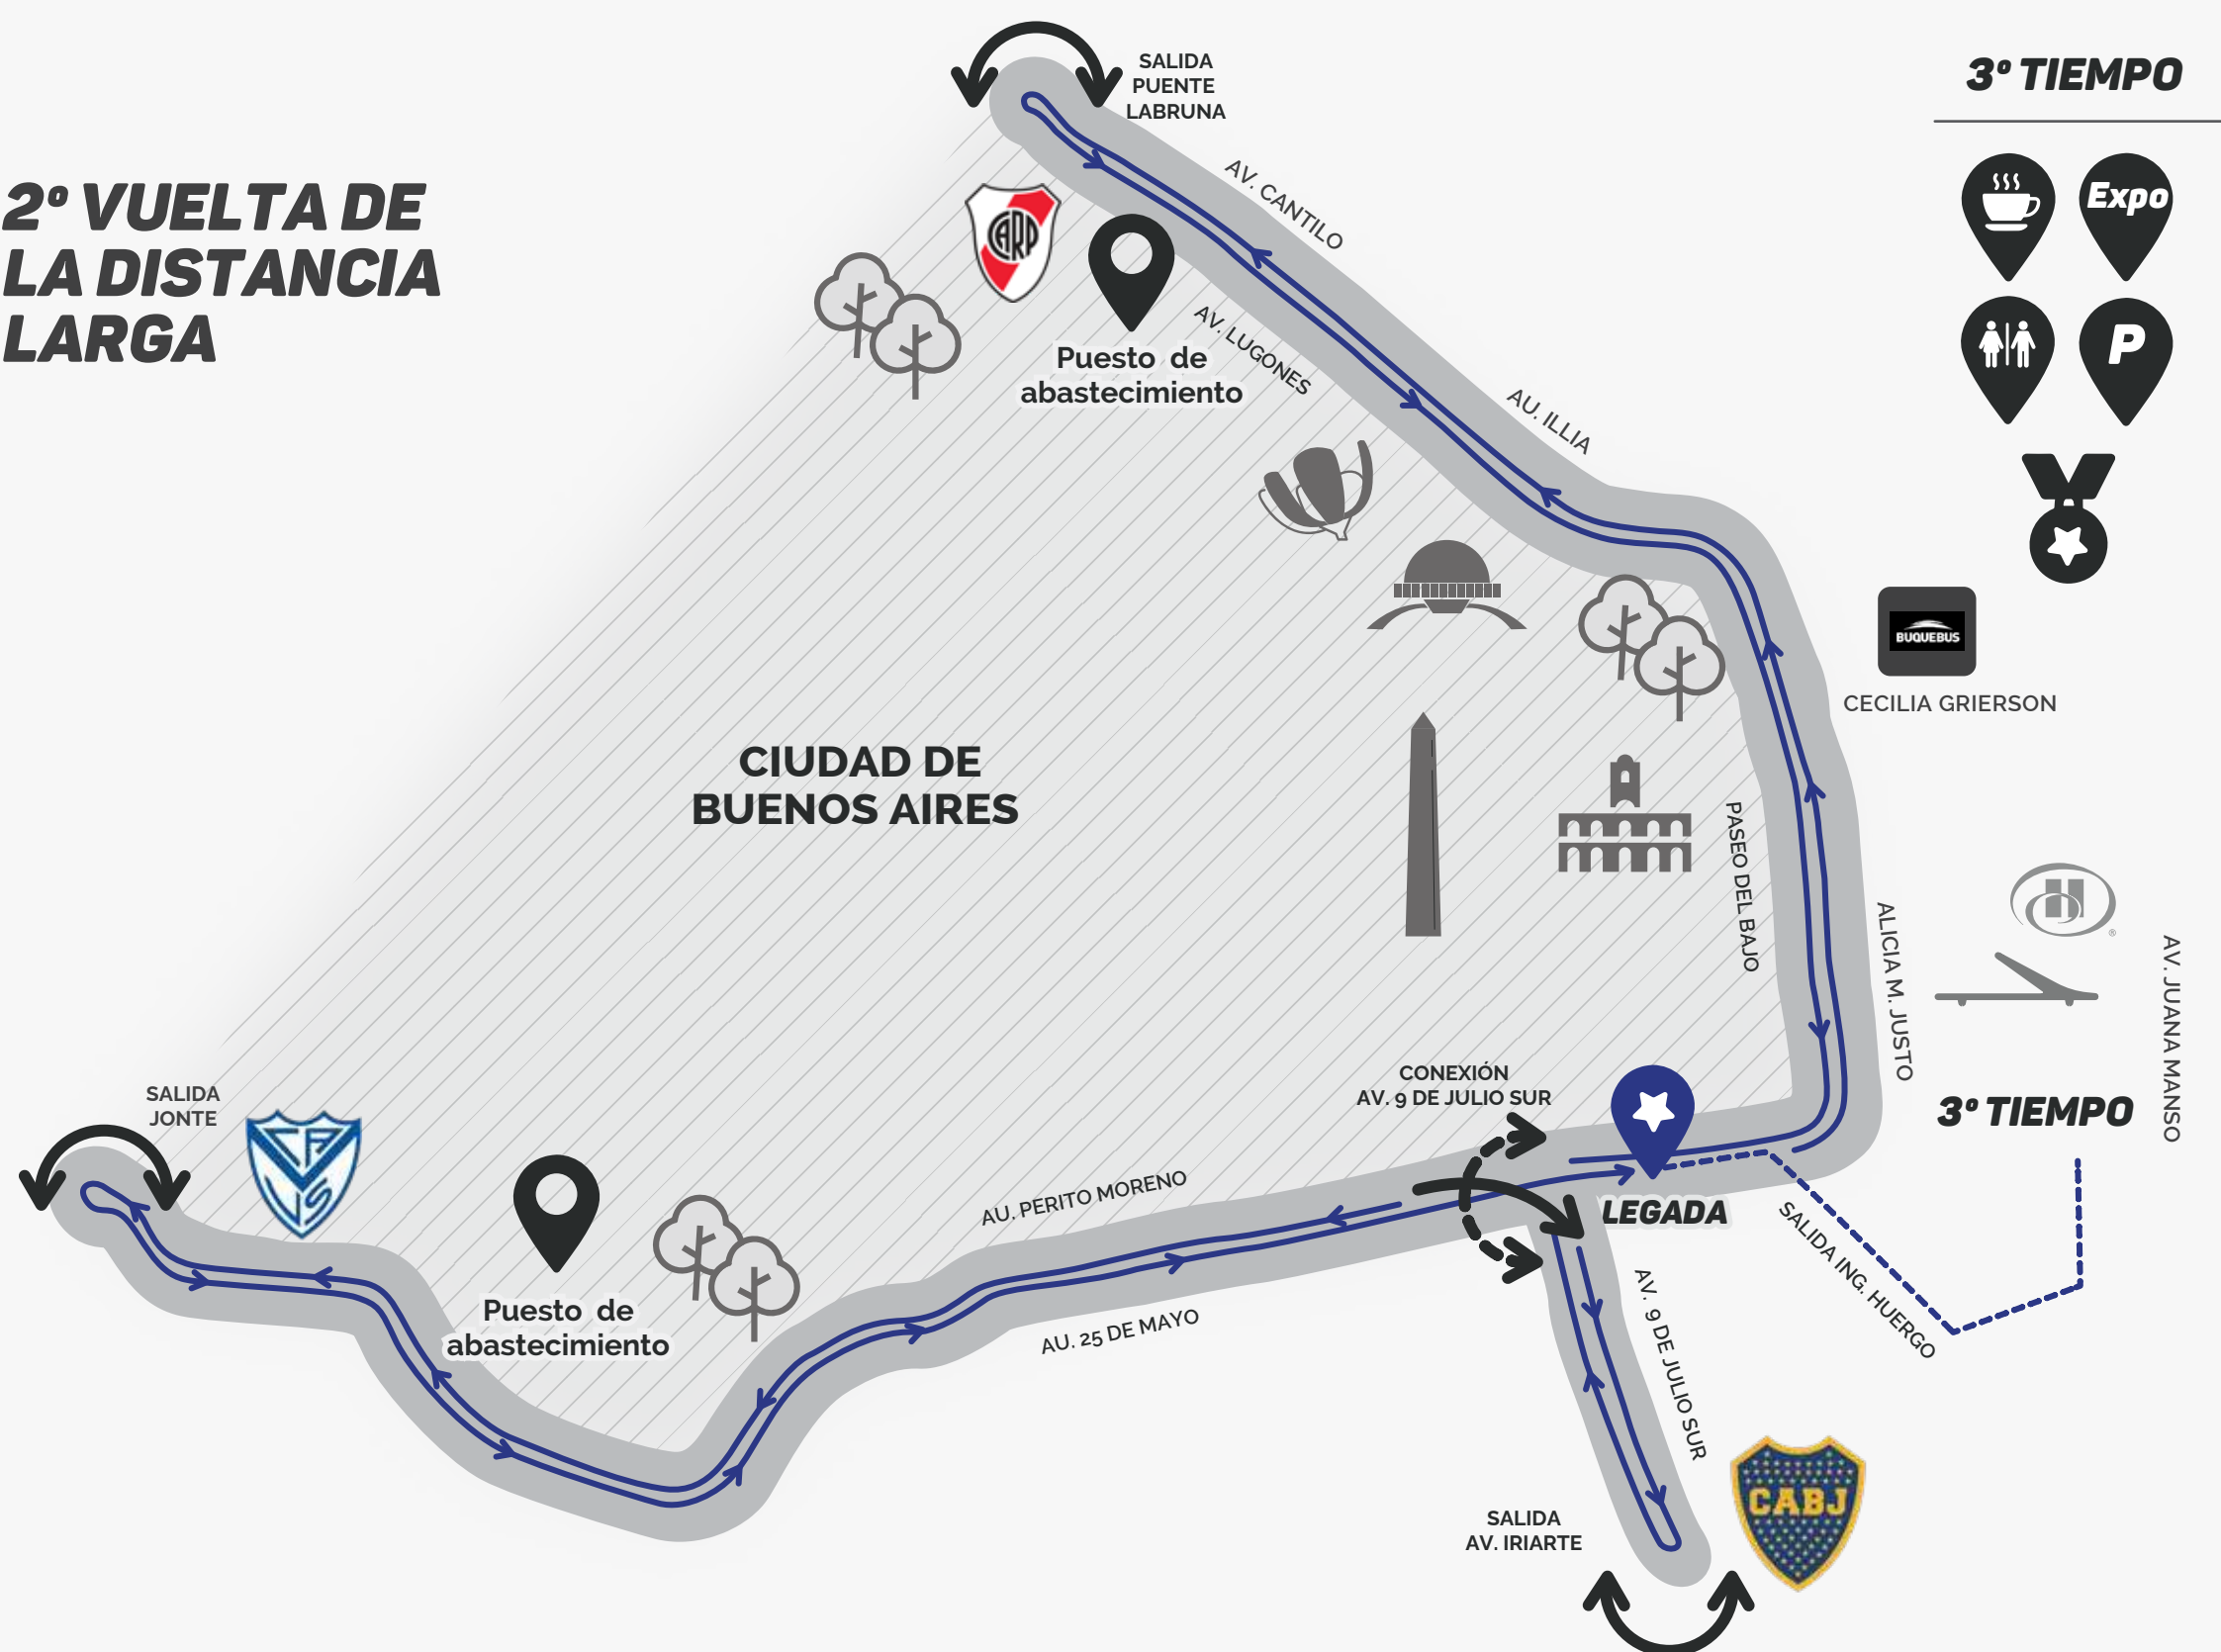 2º VUELTA DE
LA DISTANCIA
LARGA
SALIDA
PUENTE
LABRUNA
3º TIEMPO
Expo
P
AV. CANTILO
CARP
AV. LUGONES
Puesto de
abastecimiento
AU. ILLIA
BUQUEBUS
CECILIA GRIERSON
CIUDAD DE
BUENOS AIRES
PASEO DEL BAJO
ALICIA M. JUSTO
H
®
AV. JUANA MANSO
3º TIEMPO
CONEXIÓN
AV. 9 DE JULIO SUR
SALIDA
JONTE
LEGADA
SALIDA ING. HUERGO
AU. PERITO MORENO
AU. 25 DE MAYO
Puesto de
abastecimiento
AV. 9 DE JULIO SUR
CABJ
SALIDA
AV. IRIARTE